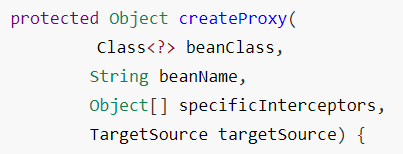 protected Object createProxy(
Class<?> beanClass,
String beanName,
Object[] specificInterceptors,
TargetSource targetSource) {